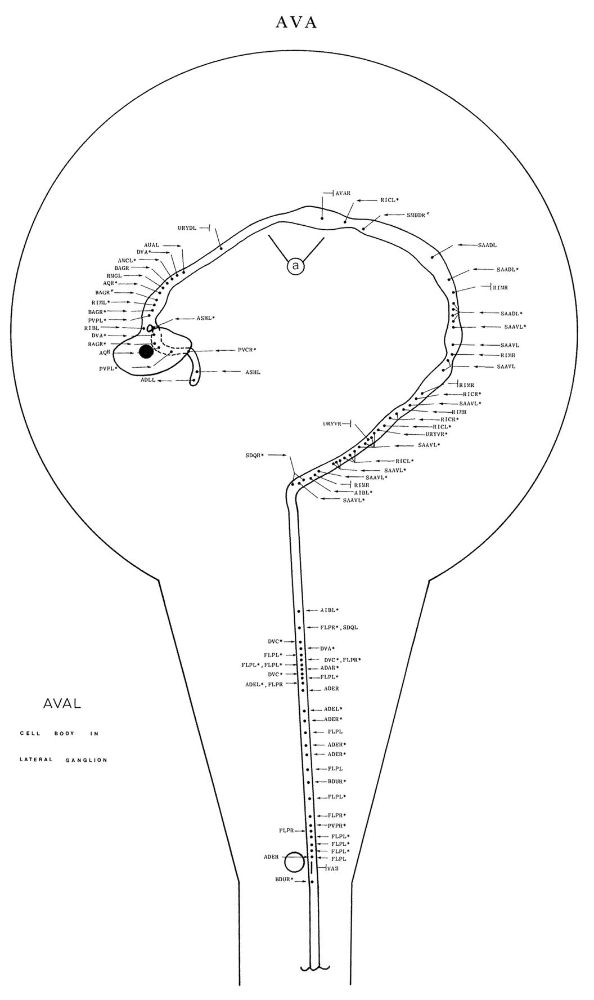 AVA
AVAR
RICL*
SMBDR*
URYDL
SAADL
AUAL
DVA*
AWCL*
BAGR
RMGL
AQR*
BAGR*
RIML*
BAGR*
PVPL*
RIBL
DVA*
BAGR*
AQR
PVPL*
ADLL
ASHL*
PVCR*
ASHL
a
SAADL*
RIMR
SAADL*
SAAVL*
SAAVL
RIMR
SAAVL
RIMR
RICR*
SAAVL*
RIMR
RICR*
RICL*
URYVR*
URYVR
SAAVL*
SDQR*
RICL*
SAAVL*
SAAVL*
RIMR
AIBL*
SAAVL*
AIBL*
FLPR*,SDQL
DVC*
DVA*
FLPL*
DVC*,FLPR*
FLPL*,FLPL*
ADAR*
DVC*
FLPL*
ADEL*,FLPR
ADER
AVAL
CELL BODY IN
LATERAL GANGLION
ADEL*
ADER*
FLPL
ADER*
ADER*
FLPL
BDUR*
FLPL*
FLPR*
PVPR*
FLPR
FLPL*
FLPL*
FLPL*
ADER
FLPL
VA2
BDUR*